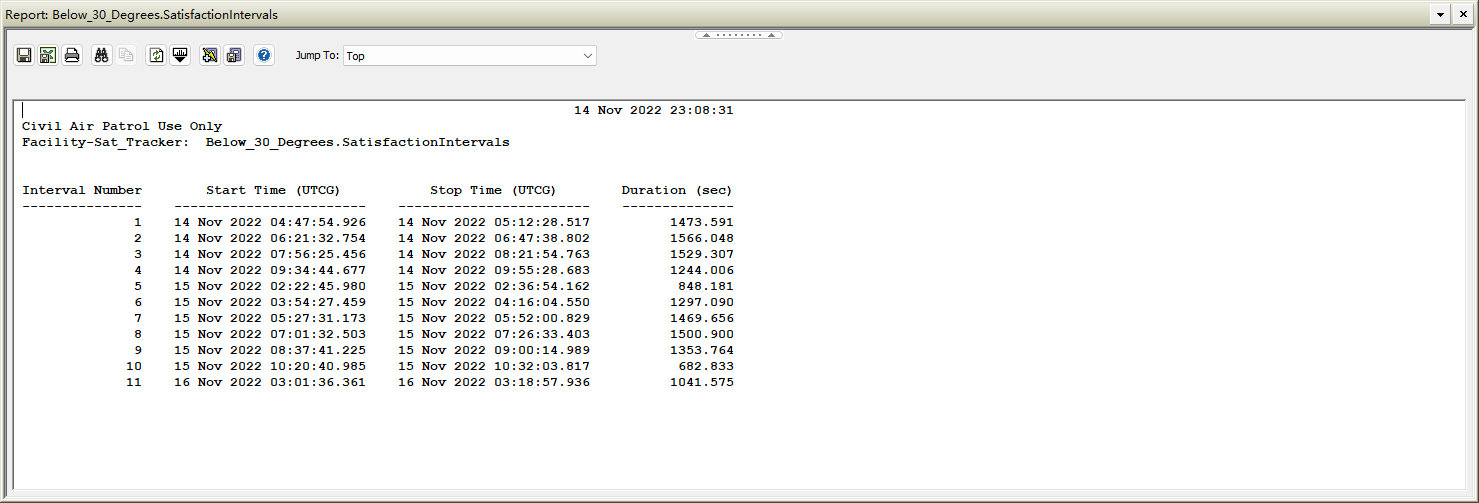 Report: Below_30_Degrees.SatisfactionIntervals
Jump To: Top
14 Nov 2022 23:08:31
Civil Air Patrol Use Only
Facility-Sat_Tracker:  Below_30_Degrees.SatisfactionIntervals
Interval Number        Start Time (UTCG)           Stop Time (UTCG)        Duration (sec)
---------------    ------------------------    ------------------------    --------------
1    14 Nov 2022 04:47:54.926    14 Nov 2022 05:12:28.517    1473.591
2    14 Nov 2022 06:21:32.754    14 Nov 2022 06:47:38.802    1566.048
3    14 Nov 2022 07:56:25.456    14 Nov 2022 08:21:54.763    1529.307
4    14 Nov 2022 09:34:44.677    14 Nov 2022 09:55:28.683    1244.006
5    15 Nov 2022 02:22:45.980    15 Nov 2022 02:36:54.162    848.181
6    15 Nov 2022 03:54:27.459    15 Nov 2022 04:16:04.550    1297.090
7    15 Nov 2022 05:27:31.173    15 Nov 2022 05:52:00.829    1469.656
8    15 Nov 2022 07:01:32.503    15 Nov 2022 07:26:33.403    1500.900
9    15 Nov 2022 08:37:41.225    15 Nov 2022 09:00:14.989    1353.764
10    15 Nov 2022 10:20:40.985    15 Nov 2022 10:32:03.817    682.833
11    16 Nov 2022 03:01:36.361    16 Nov 2022 03:18:57.936    1041.575